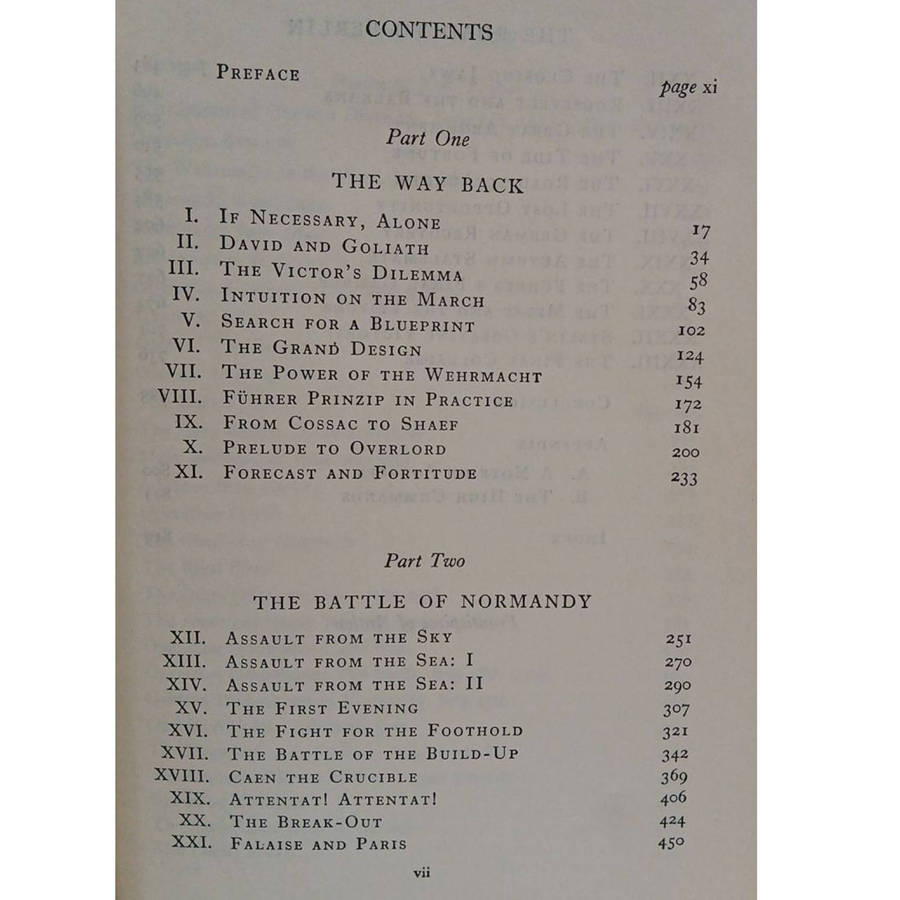 CONTENTS
PREFACE page xi
Part One
THE WAY BACK
I. IF NECESSARY, ALONE 17
II. DAVID AND GOLIATH 34
III. THE VICTOR'S DILEMMA 58
IV. INTUITION ON THE MARCH 83
V. SEARCH FOR A BLUEPRINT 102
VI. THE GRAND DESIGN 124
VII. THE POWER OF THE WEHRMACHT 154
VIII. FÜHRER PRINZIP IN PRACTICE 172
IX. FROM COSSAC TO SHAEF 181
X. PRELUDE TO OVERLORD 200
XI. FORECAST AND FORTITUDE 233
Part Two
THE BATTLE OF NORMANDY
XII. ASSAULT FROM THE SKY 251
XIII. ASSAULT FROM THE SEA: I 270
XIV. ASSAULT FROM THE SEA: II 290
XV. THE FIRST EVENING 307
XVI. THE FIGHT FOR THE FOOTHOLD 321
XVII. THE BATTLE OF THE BUILD-UP 342
XVIII. CAEN THE CRUCIBLE 369
XIX. ATTENTAT! ATTENTAT! 406
XX. THE BREAK-OUT 424
XXI. FALAISE AND PARIS 450
vii